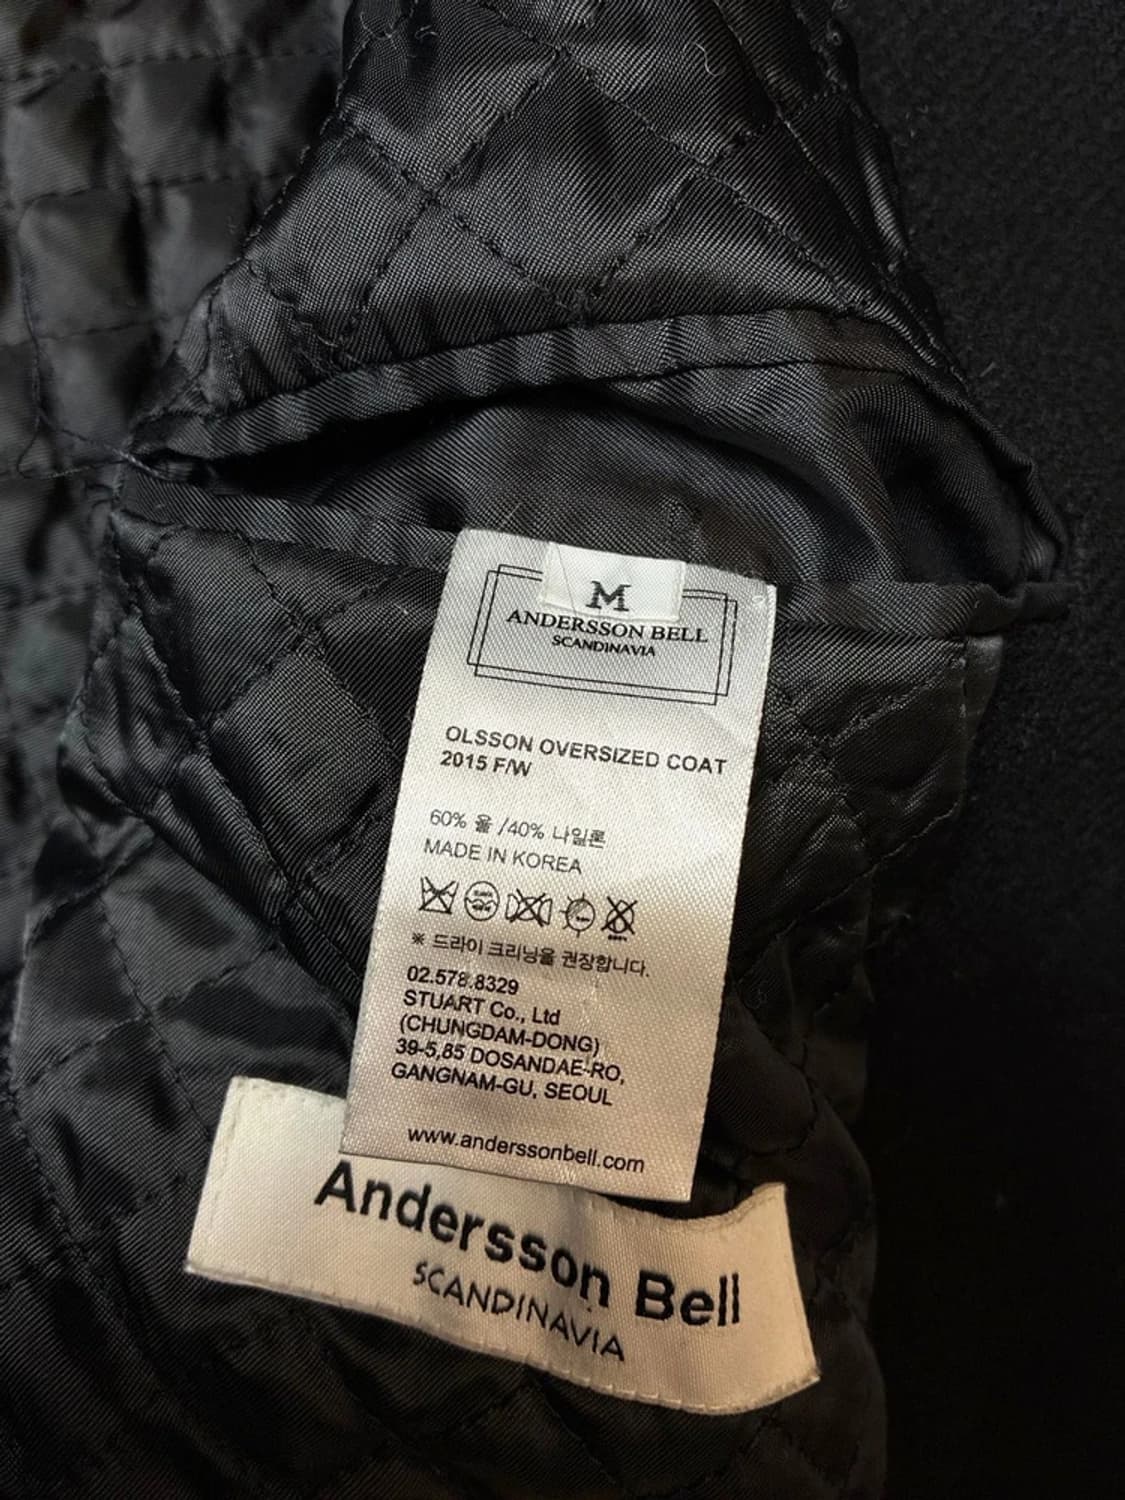 M
ANDERSSON BELL
SCANDINAVIA
OLSSON OVERSIZED COAT
2015 F/W
60% 울 /40% 나일론
MADE IN KOREA
※ 드라이 크리닝을 권장합니다.
02.578.8329
STUART Co., Ltd
(CHUNGDAM-DONG)
39-5,85 DOSANDAE-RO,
GANGNAM-GU, SEOUL
www.anderssonbell.com
Andersson Bell
SCANDINAVIA